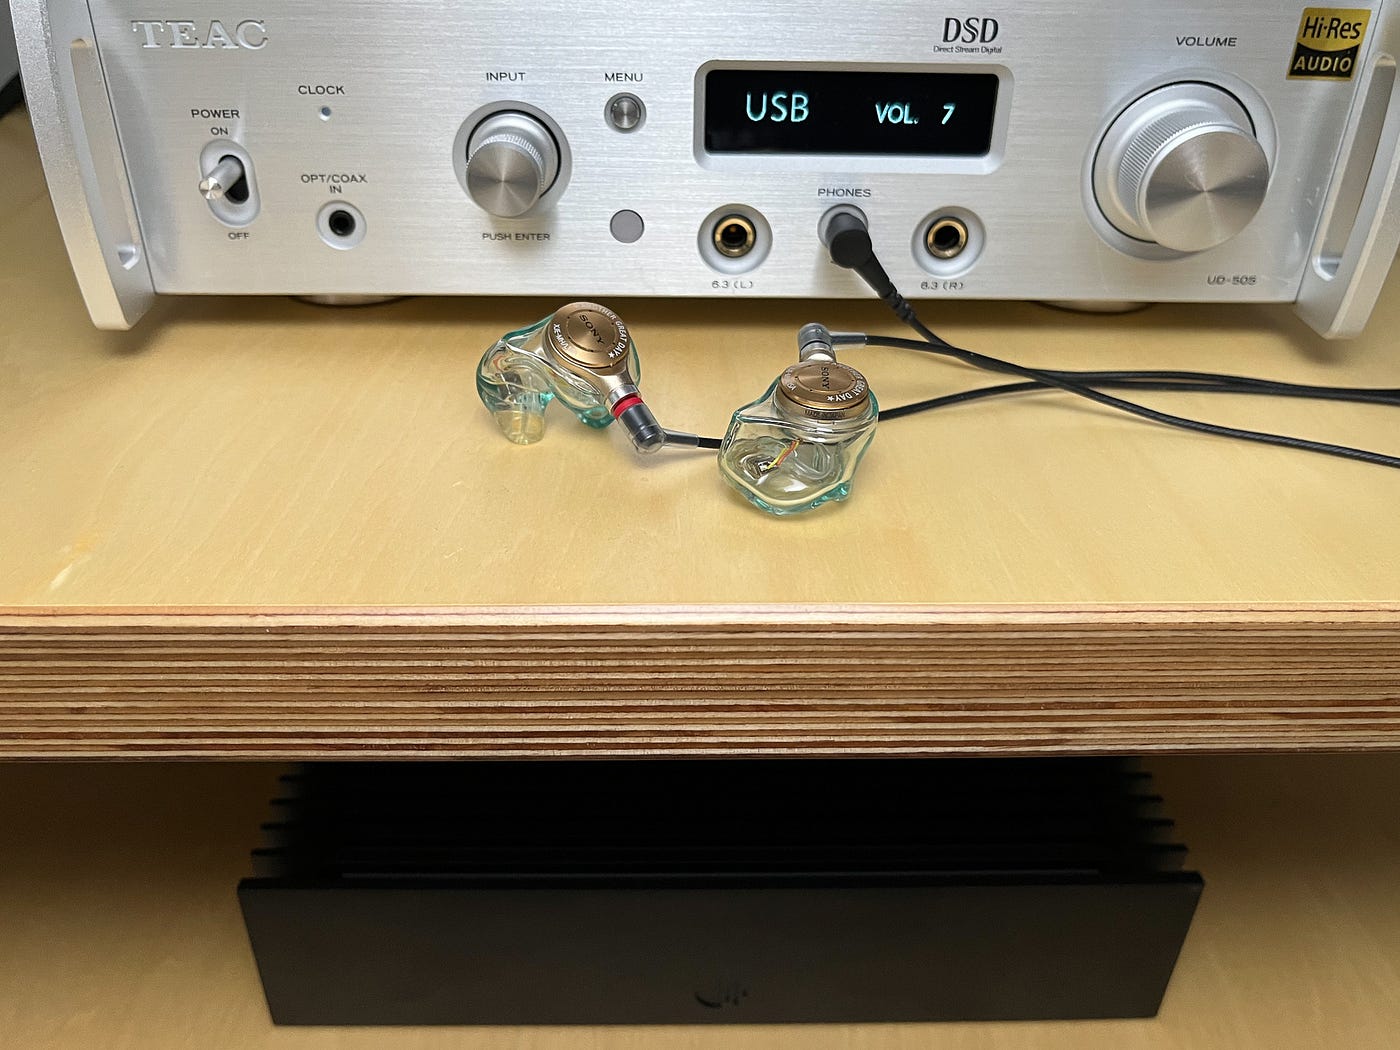 TEAC
DSD
Direct Stream Digital
Hi-Res
AUDIO
VOLUME
INPUT
MENU
CLOCK
POWER
ON
USB VOL. 7
OPT/COAX
IN
PHONES
OFF
PUSH ENTER
6.3 (L)
6.3 (R)
UD-505
SONY
GREAT DAY★
SONY
GREAT DAY★